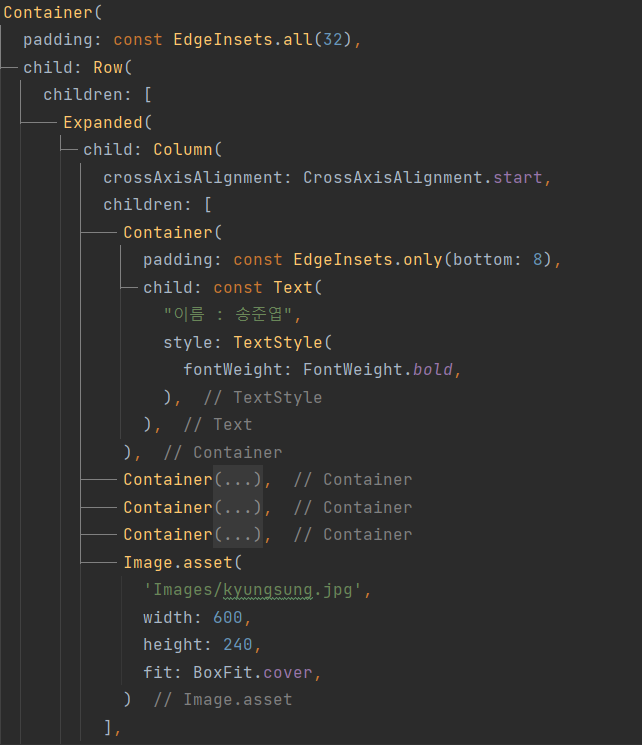 Container(
padding: const EdgeInsets.all(32),
child: Row(
children: [
Expanded(
child: Column(
crossAxisAlignment: CrossAxisAlignment.start,
children: [
Container(
padding: const EdgeInsets.only(bottom: 8),
child: const Text(
"이름 : 송준엽",
style: TextStyle(
fontWeight: FontWeight.bold,
), // TextStyle
), // Text
), // Container
Container(...), // Container
Container(...), // Container
Container(...), // Container
Image.asset(
'Images/kyungsung.jpg',
width: 600,
height: 240,
fit: BoxFit.cover,
) // Image.asset
],